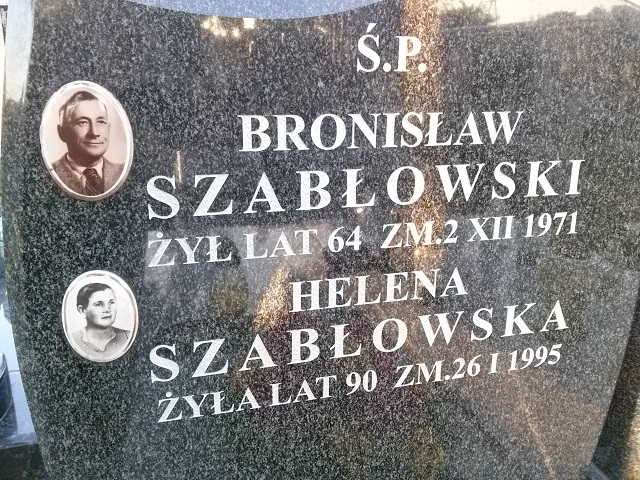 Ś.P.
BRONISŁAW
SZABŁOWSKI
ŻYŁ LAT 64 ZM.2 XII 1971
HELENA
SZABŁOWSKA
ŻYŁA LAT 90 ZM.26 I 1995